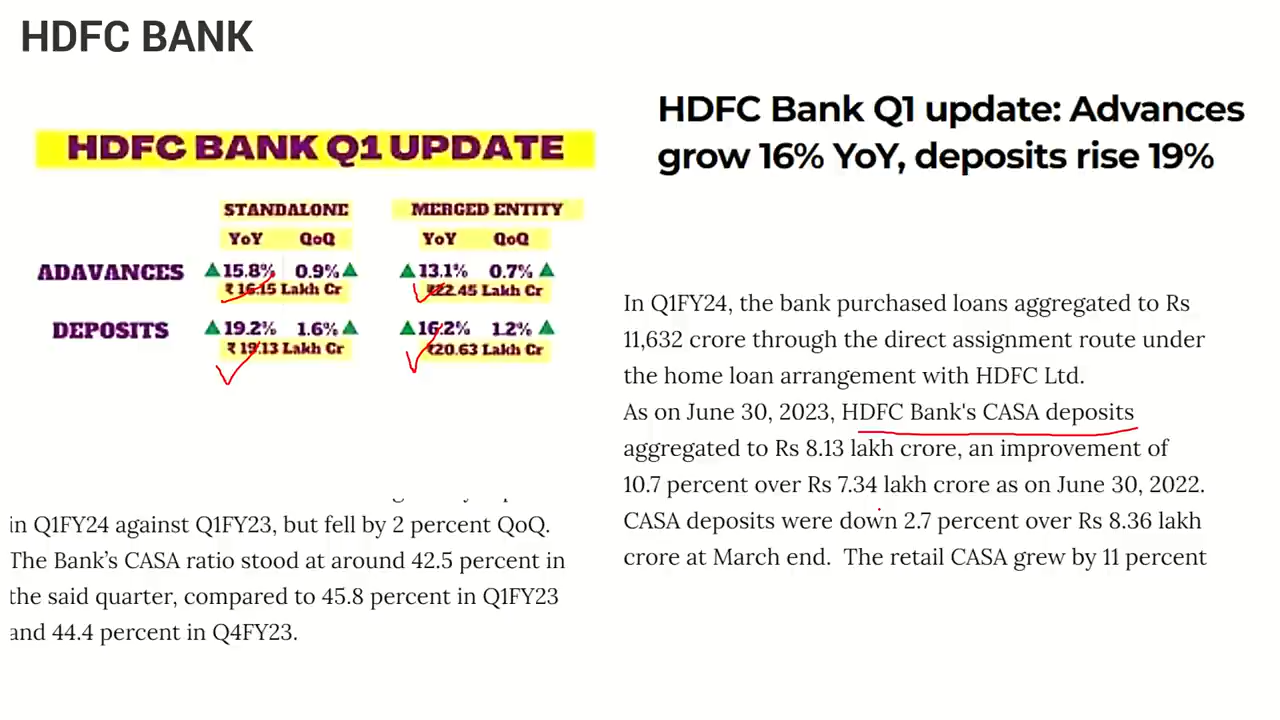 HDFC BANK
HDFC BANK Q1 UPDATE
STANDALONE MERGED ENTITY
YoY QoQ YoY QoQ
ADAVANCES 15.8% 0.9% 13.1% 0.7%
₹ 16.15 Lakh Cr ₹22.45 Lakh Cr
DEPOSITS 19.2% 1.6% 16.2% 1.2%
₹ 19.13 Lakh Cr ₹20.63 Lakh Cr
in Q1FY24 against Q1FY23, but fell by 2 percent QoQ.
The Bank’s CASA ratio stood at around 42.5 percent in
the said quarter, compared to 45.8 percent in Q1FY23
and 44.4 percent in Q4FY23.
HDFC Bank Q1 update: Advances
grow 16% YoY, deposits rise 19%
In Q1FY24, the bank purchased loans aggregated to Rs
11,632 crore through the direct assignment route under
the home loan arrangement with HDFC Ltd.
As on June 30, 2023, HDFC Bank's CASA deposits
aggregated to Rs 8.13 lakh crore, an improvement of
10.7 percent over Rs 7.34 lakh crore as on June 30, 2022.
CASA deposits were down 2.7 percent over Rs 8.36 lakh
crore at March end. The retail CASA grew by 11 percent